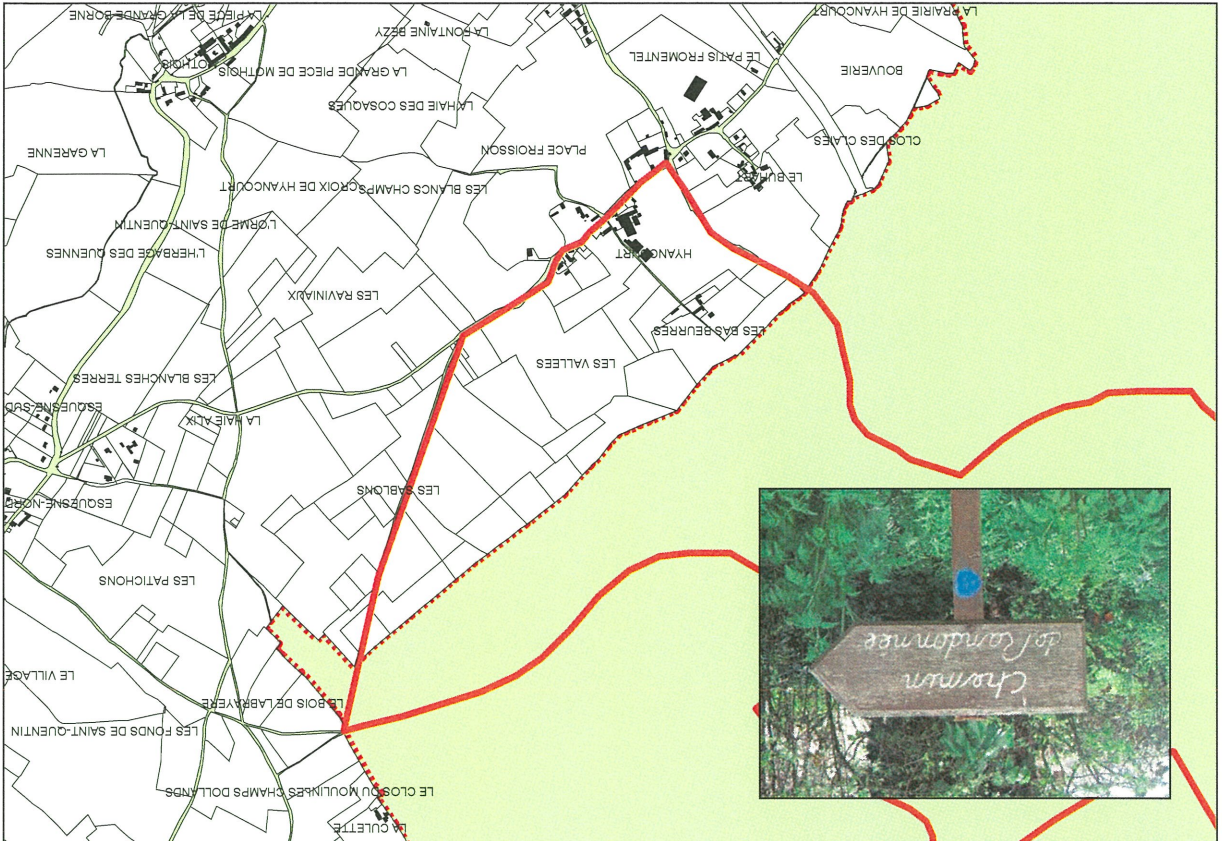 LA CULETTE
LE CLOS DU MOULIN
LES CHAMPS DOLLANDS
LES FONDS DE SAINT-QUENTIN
LE BOIS DE LABRAYERE
Chemin
de Randonnée
LE VILLAGE
LES PATICHONS
ESQUESNE-NORD
LES SABLONS
LA HAIE ALIX
ESQUESNE-SUD
LES BLANCHES TERRES
LES VALLEES
LES BAS BEURRES
LES RAVINIAUX
HYANCOURT
L'HERBAGE DES QUENNES
L'ORME DE SAINT-QUENTIN
LES BLANCS CHAMPS
CROIX DE HYANCOURT
LE BUHART
LA GARENNE
PLACE FROISSON
CLOS DES CLAIES
LA HAIE DES COSAQUES
LA GRANDE PIECE DE MOTHOIS
BOUVERIE
MOTHOIS
LE PATIS FROMENTEL
LA FONTAINE BEZY
LA PIECE DE LA GRANDE BORNE
LA PRAIRIE DE HYANCOURT